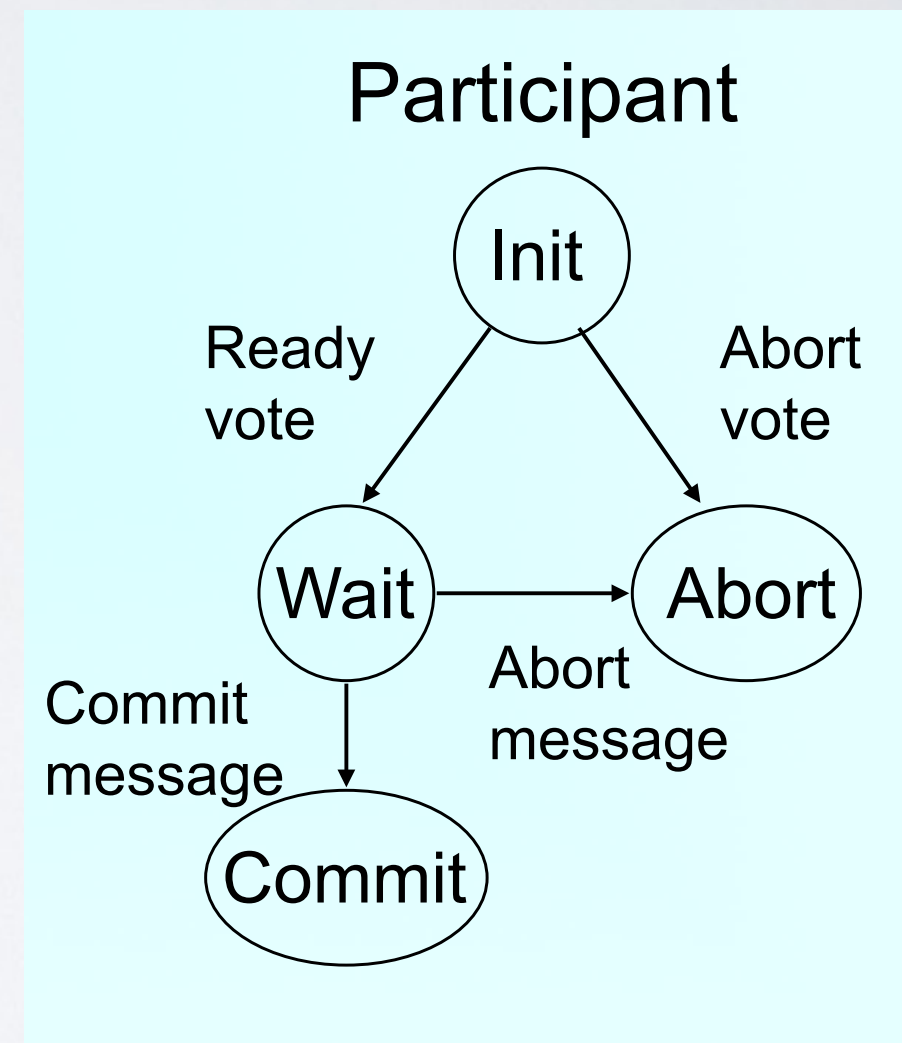 Participant
Init
Ready
vote
Abort
vote
Wait
Abort
Abort
message
Commit
message
Commit